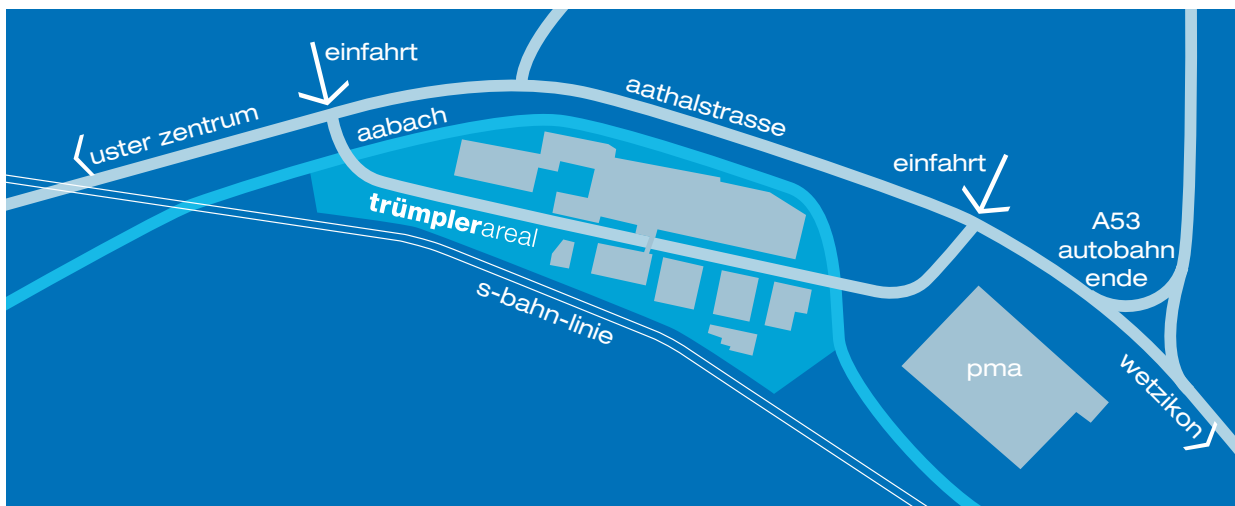 einfahrt
uster zentrum
aabach
aathalstrasse
einfahrt
trümplerareal
s-bahn-linie
A53
autobahn
ende
pma
wetzikon